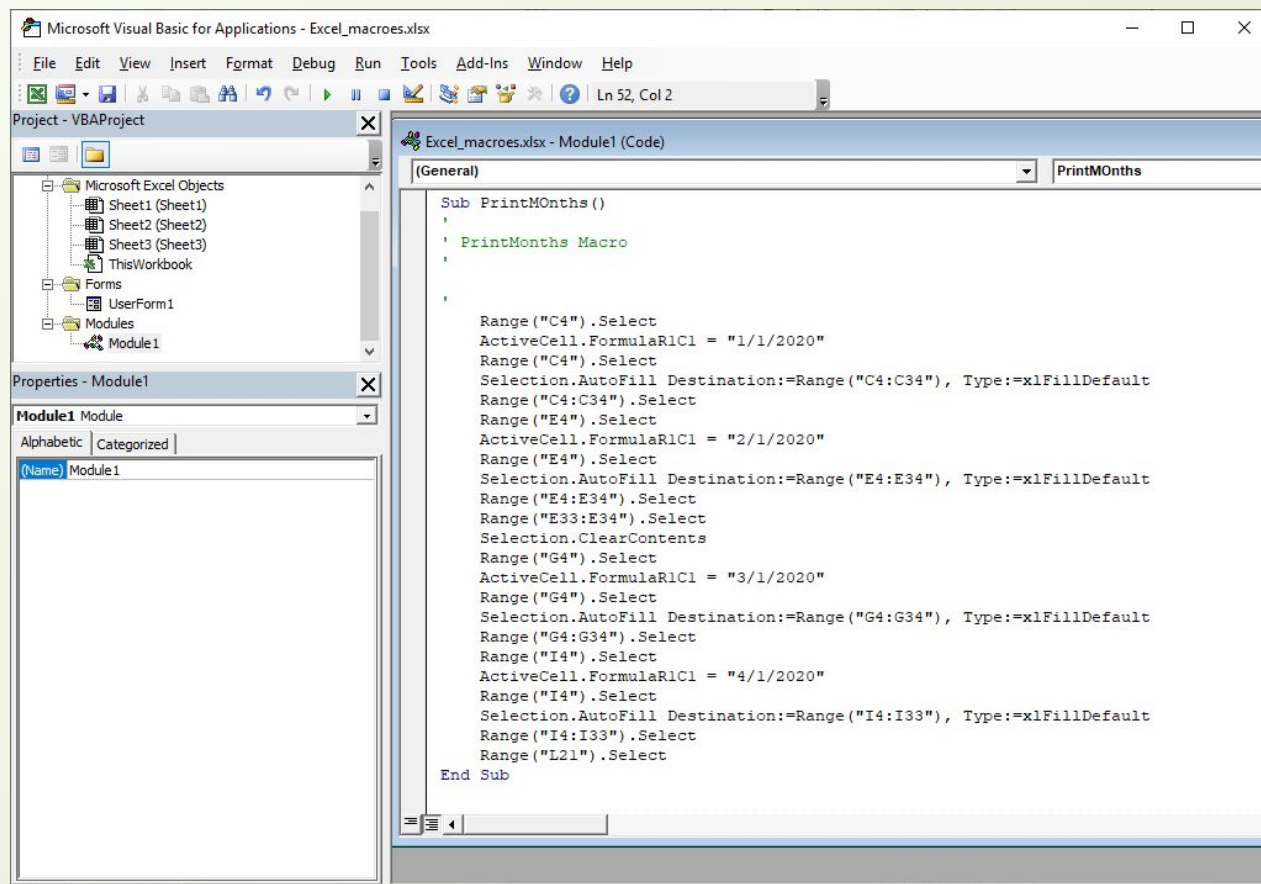 Microsoft Visual Basic for Applications - Excel_macroes.xlsx
File Edit View Insert Format Debug Run Tools Add-Ins Window Help
Ln 52, Col 2
Project - VBAProject
Microsoft Excel Objects
Sheet1 (Sheet1)
Sheet2 (Sheet2)
Sheet3 (Sheet3)
ThisWorkbook
Forms
UserForm1
Modules
Module1
Properties - Module1
Module1 Module
Alphabetic Categorized
(Name) Module1
Excel_macroes.xlsx - Module1 (Code)
(General) PrintMOnths
Sub PrintMOnths()
'
' PrintMonths Macro
'
'
Range("C4").Select
ActiveCell.FormulaR1C1 = "1/1/2020"
Range("C4").Select
Selection.AutoFill Destination:=Range("C4:C34"), Type:=xlFillDefault
Range("C4:C34").Select
Range("E4").Select
ActiveCell.FormulaR1C1 = "2/1/2020"
Range("E4").Select
Selection.AutoFill Destination:=Range("E4:E34"), Type:=xlFillDefault
Range("E4:E34").Select
Range("E33:E34").Select
Selection.ClearContents
Range("G4").Select
ActiveCell.FormulaR1C1 = "3/1/2020"
Range("G4").Select
Selection.AutoFill Destination:=Range("G4:G34"), Type:=xlFillDefault
Range("G4:G34").Select
Range("I4").Select
ActiveCell.FormulaR1C1 = "4/1/2020"
Range("I4").Select
Selection.AutoFill Destination:=Range("I4:I33"), Type:=xlFillDefault
Range("I4:I33").Select
Range("L21").Select
End Sub